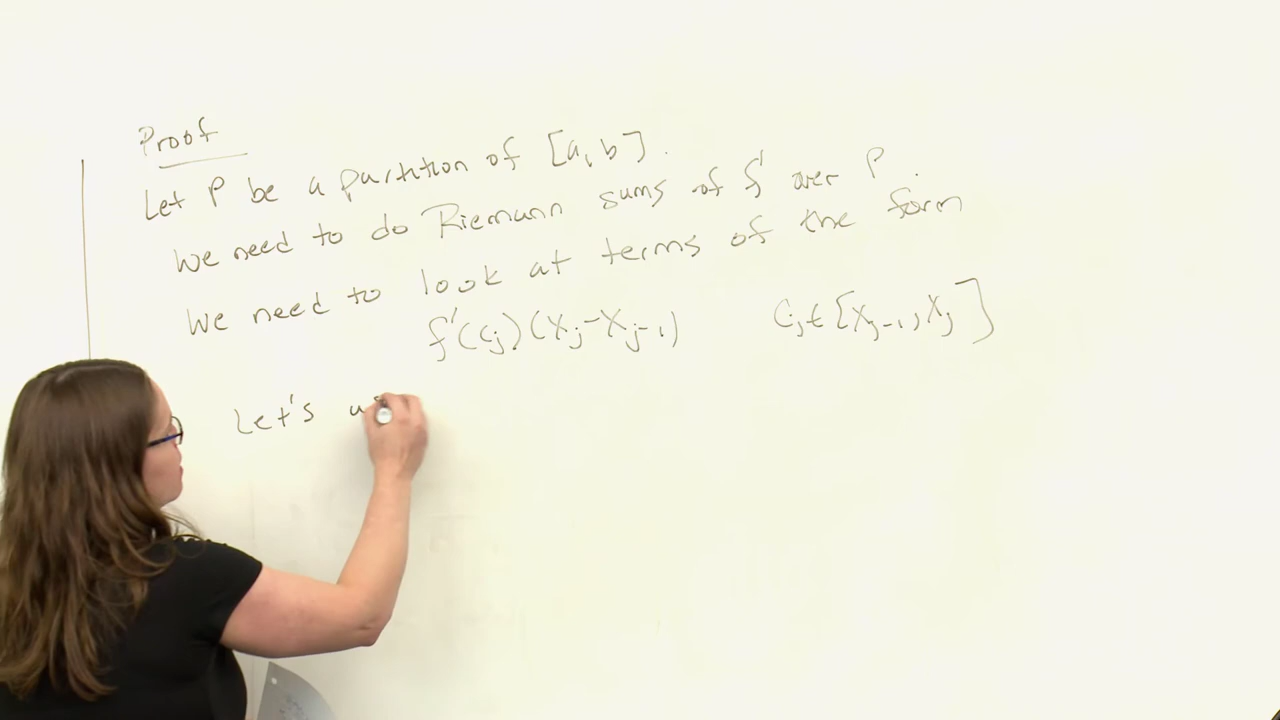 Proof
Let P be a partition of [a, b].
We need to do Riemann sums of f' over P.
We need to look at terms of the form
f'(cj)(xj-xj-1) cj∈[xj-1, xj]
Let's